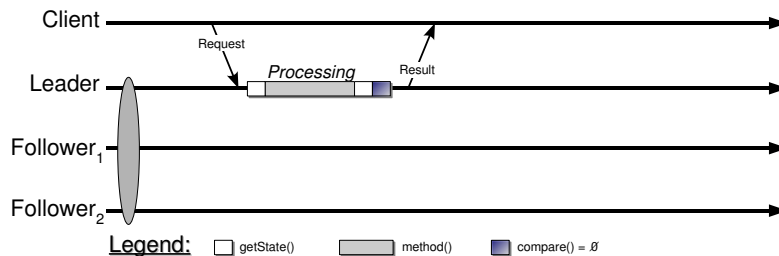 Client
Request
Processing
Result
Leader
Follower1
Follower2
Legend: getState() method() compare() = Ø